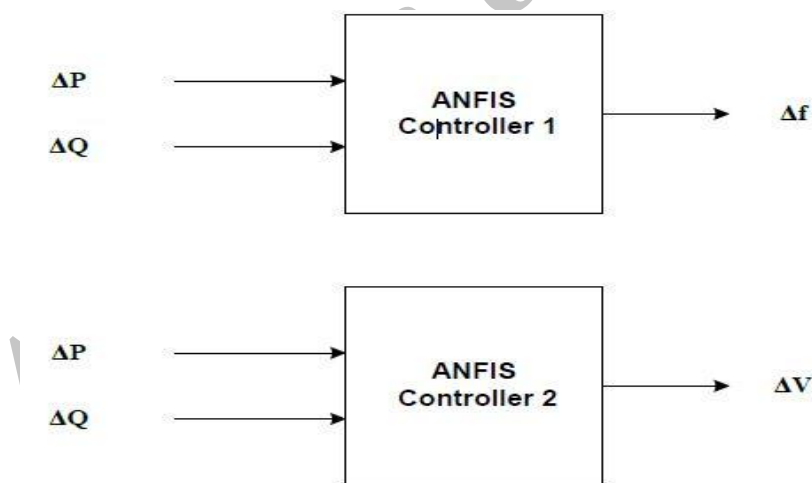 ΔP
ΔQ
ANFIS
Controller 1
Δf
ΔP
ΔQ
ANFIS
Controller 2
ΔV